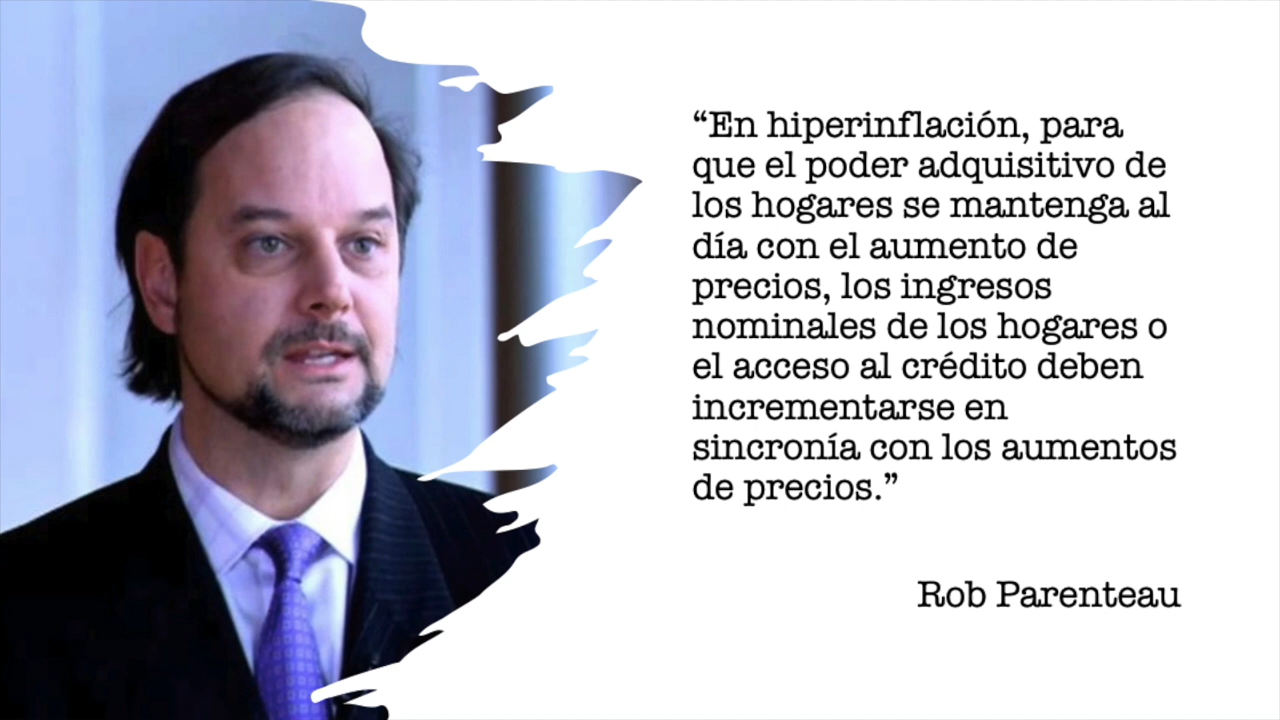 “En hiperinflación, para
que el poder adquisitivo de
los hogares se mantenga al
día con el aumento de
precios, los ingresos
nominales de los hogares o
el acceso al crédito deben
incrementarse en
sincronía con los aumentos
de precios.”
Rob Parenteau